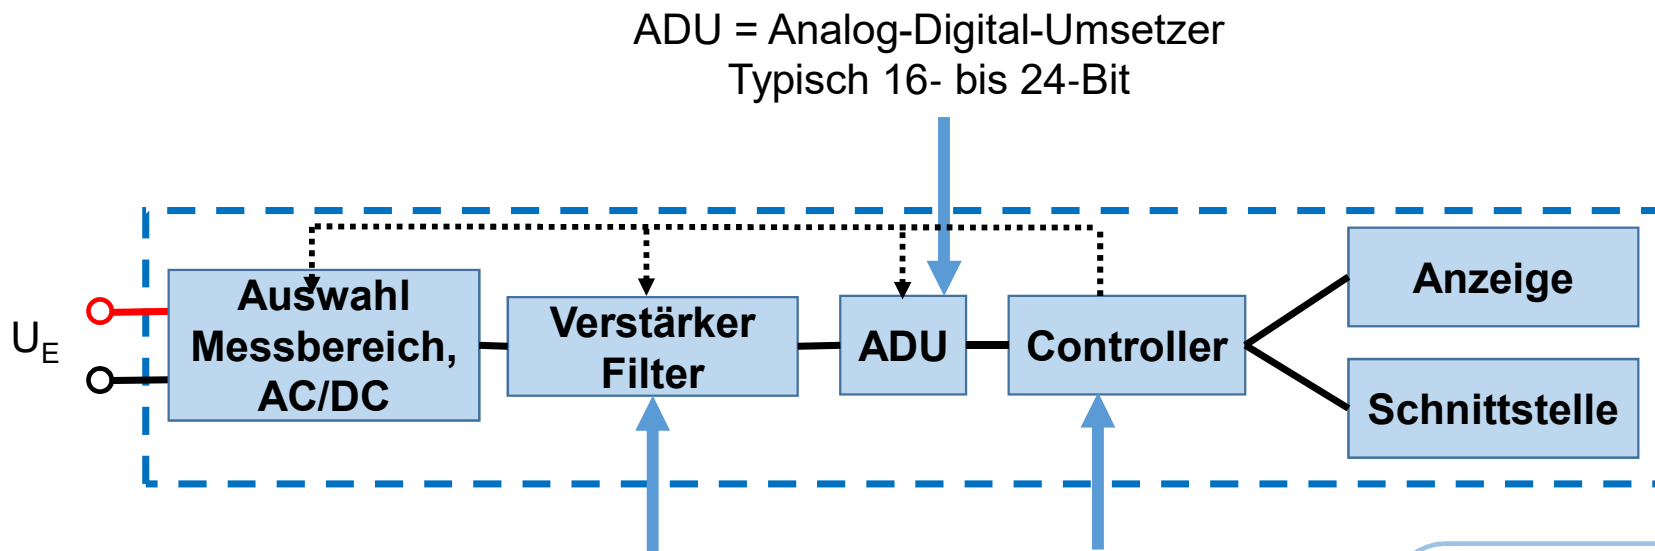 ADU = Analog-Digital-Umsetzer
Typisch 16- bis 24-Bit
U_E
Auswahl
Messbereich,
AC/DC
Verstärker
Filter
ADU
Controller
Anzeige
Schnittstelle